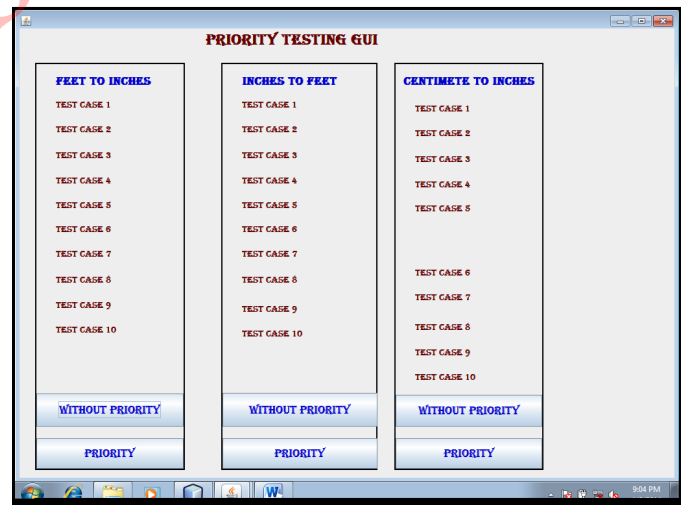 PRIORITY TESTING GUI
FEET TO INCHES
TEST CASE 1
TEST CASE 2
TEST CASE 3
TEST CASE 4
TEST CASE 5
TEST CASE 6
TEST CASE 7
TEST CASE 8
TEST CASE 9
TEST CASE 10
WITHOUT PRIORITY
PRIORITY
INCHES TO FEET
TEST CASE 1
TEST CASE 2
TEST CASE 3
TEST CASE 4
TEST CASE 5
TEST CASE 6
TEST CASE 7
TEST CASE 8
TEST CASE 9
TEST CASE 10
WITHOUT PRIORITY
PRIORITY
CENTIMETE TO INCHES
TEST CASE 1
TEST CASE 2
TEST CASE 3
TEST CASE 4
TEST CASE 5
TEST CASE 6
TEST CASE 7
TEST CASE 8
TEST CASE 9
TEST CASE 10
WITHOUT PRIORITY
PRIORITY
9:04 PM